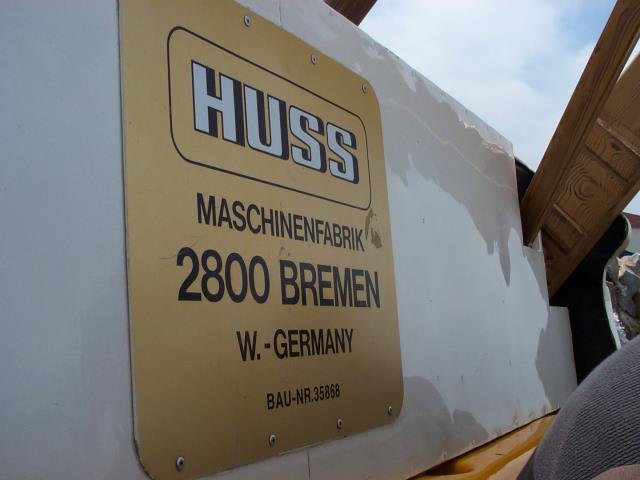 HUSS
MASCHINENFABRIK
2800 BREMEN
W.-GERMANY
BAU-NR.35868